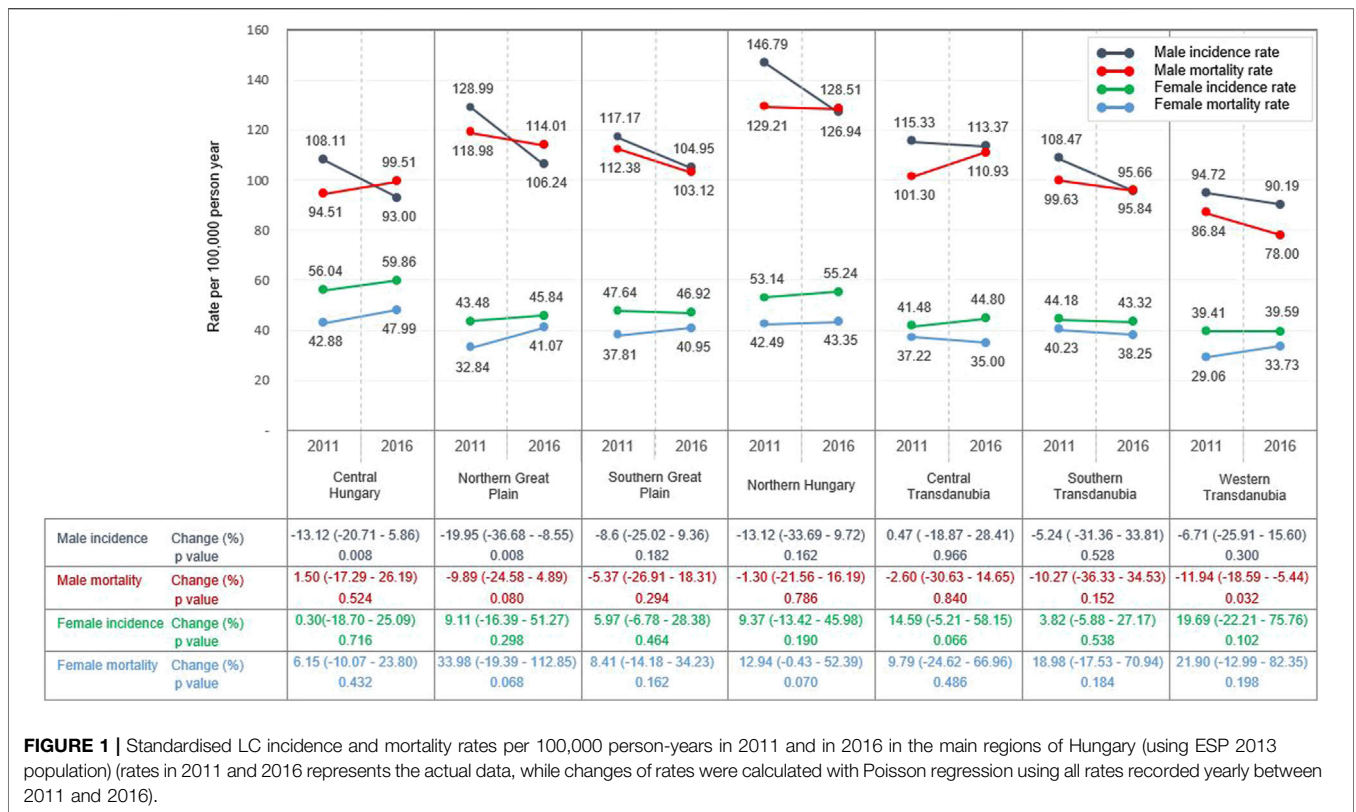 160
140
120
100
80
60
40
20
-
Rate per 100,000 person year
Male incidence rate
Male mortality rate
Female incidence rate
Female mortality rate
108.11 99.51
94.51 93.00
56.04 59.86
42.88 47.99
128.99 114.01
118.98 106.24
43.48 45.84
32.84 41.07
117.17 104.95
112.38 103.12
47.64 46.92
37.81 40.95
146.79 128.51
129.21 126.94
53.14 55.24
42.49 43.35
115.33 113.37
101.30 110.93
41.48 44.80
37.22 35.00
108.47 95.66
99.63 95.84
44.18 43.32
40.23 38.25
94.72 90.19
86.84 78.00
39.41 39.59
29.06 33.73
2011 2016 2011 2016 2011 2016 2011 2016 2011 2016 2011 2016 2011 2016
Central Hungary Northern Great Plain Southern Great Plain Northern Hungary Central Transdanubia Southern Transdanubia Western Transdanubia
Male incidence Change (%) -13.12 (-20.71 - 5.86) -19.95 (-36.68 - -8.55) -8.6 (-25.02 - 9.36) -13.12 (-33.69 - 9.72) 0.47 ( -18.87 - 28.41) -5.24 ( -31.36 - 33.81) -6.71 (-25.91 - 15.60)
p value 0.008 0.008 0.182 0.162 0.966 0.528 0.300
Male mortality Change (%) 1.50 (-17.29 - 26.19) -9.89 (-24.58 - 4.89) -5.37 (-26.91 - 18.31) -1.30 (-21.56 - 16.19) -2.60 (-30.63 - 14.65) -10.27 (-36.33 - 34.53) -11.94 (-18.59 - -5.44)
p value 0.524 0.080 0.294 0.786 0.840 0.152 0.032
Female incidence Change (%) 0.30(-18.70 - 25.09) 9.11 (-16.39 - 51.27) 5.97 (-6.78 - 28.38) 9.37 (-13.42 - 45.98) 14.59 (-5.21 - 58.15) 3.82 (-5.88 - 27.17) 19.69 (-22.21 - 75.76)
p value 0.716 0.298 0.464 0.190 0.066 0.538 0.102
Female mortality Change (%) 6.15 (-10.07 - 23.80) 33.98 (-19.39 - 112.85) 8.41 (-14.18 - 34.23) 12.94 (-0.43 - 52.39) 9.79 (-24.62 - 66.96) 18.98 (-17.53 - 70.94) 21.90 (-12.99 - 82.35)
p value 0.432 0.068 0.162 0.070 0.486 0.184 0.198
FIGURE 1 | Standardised LC incidence and mortality rates per 100,000 person-years in 2011 and in 2016 in the main regions of Hungary (using ESP 2013
population) (rates in 2011 and 2016 represents the actual data, while changes of rates were calculated with Poisson regression using all rates recorded yearly between
2011 and 2016).